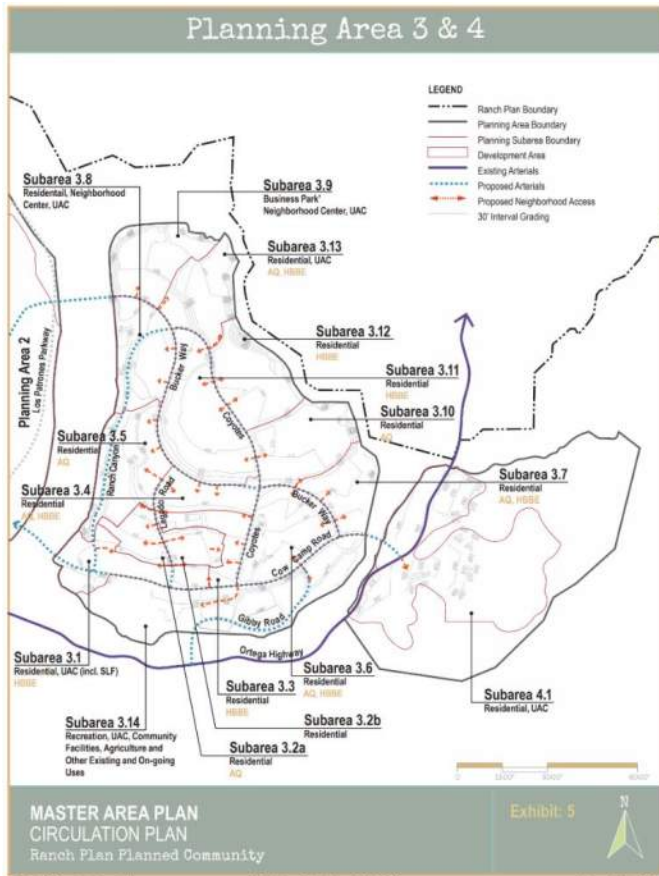 Planning Area 3 & 4
LEGEND
Ranch Plan Boundary
Planning Area Boundary
Planning Subarea Boundary
Development Area
Existing Arterials
Proposed Arterials
Proposed Neighborhood Access
30' Interval Grading
Subarea 3.8
Residentail, Neighborhood
Center, UAC
Subarea 3.9
Business Park'
Neighborhood Center, UAC
Subarea 3.13
Residential, UAC
AQ, HBBE
Subarea 3.12
Residential
HBBE
Subarea 3.11
Residential
HBBE
Subarea 3.10
Residential
AQ
Planning Area 2
Los Patrones Parkway
Bucker Way
Coyotes
Subarea 3.5
Residential
AQ
Ranch Canyon
Subarea 3.4
Residential
AQ, HBBE
Road
Subarea 3.7
Residential
AQ, HBBE
Bucker Way
Coyotes
Cow Camp Road
Gibby Road
Ortega Highway
Subarea 3.1
Residential, UAC (incl. SLF)
HBBE
Subarea 3.6
Residential
AQ, HBBE
Subarea 3.3
Residential
HBBE
Subarea 4.1
Residential, UAC
Subarea 3.14
Recreation, UAC, Community
Facilities, Agriculture and
Other Existing and On-going
Uses
Subarea 3.2b
Residential
Subarea 3.2a
Residential
AQ
0
MASTER AREA PLAN
CIRCULATION PLAN
Ranch Plan Planned Community
Exhibit: 5
N